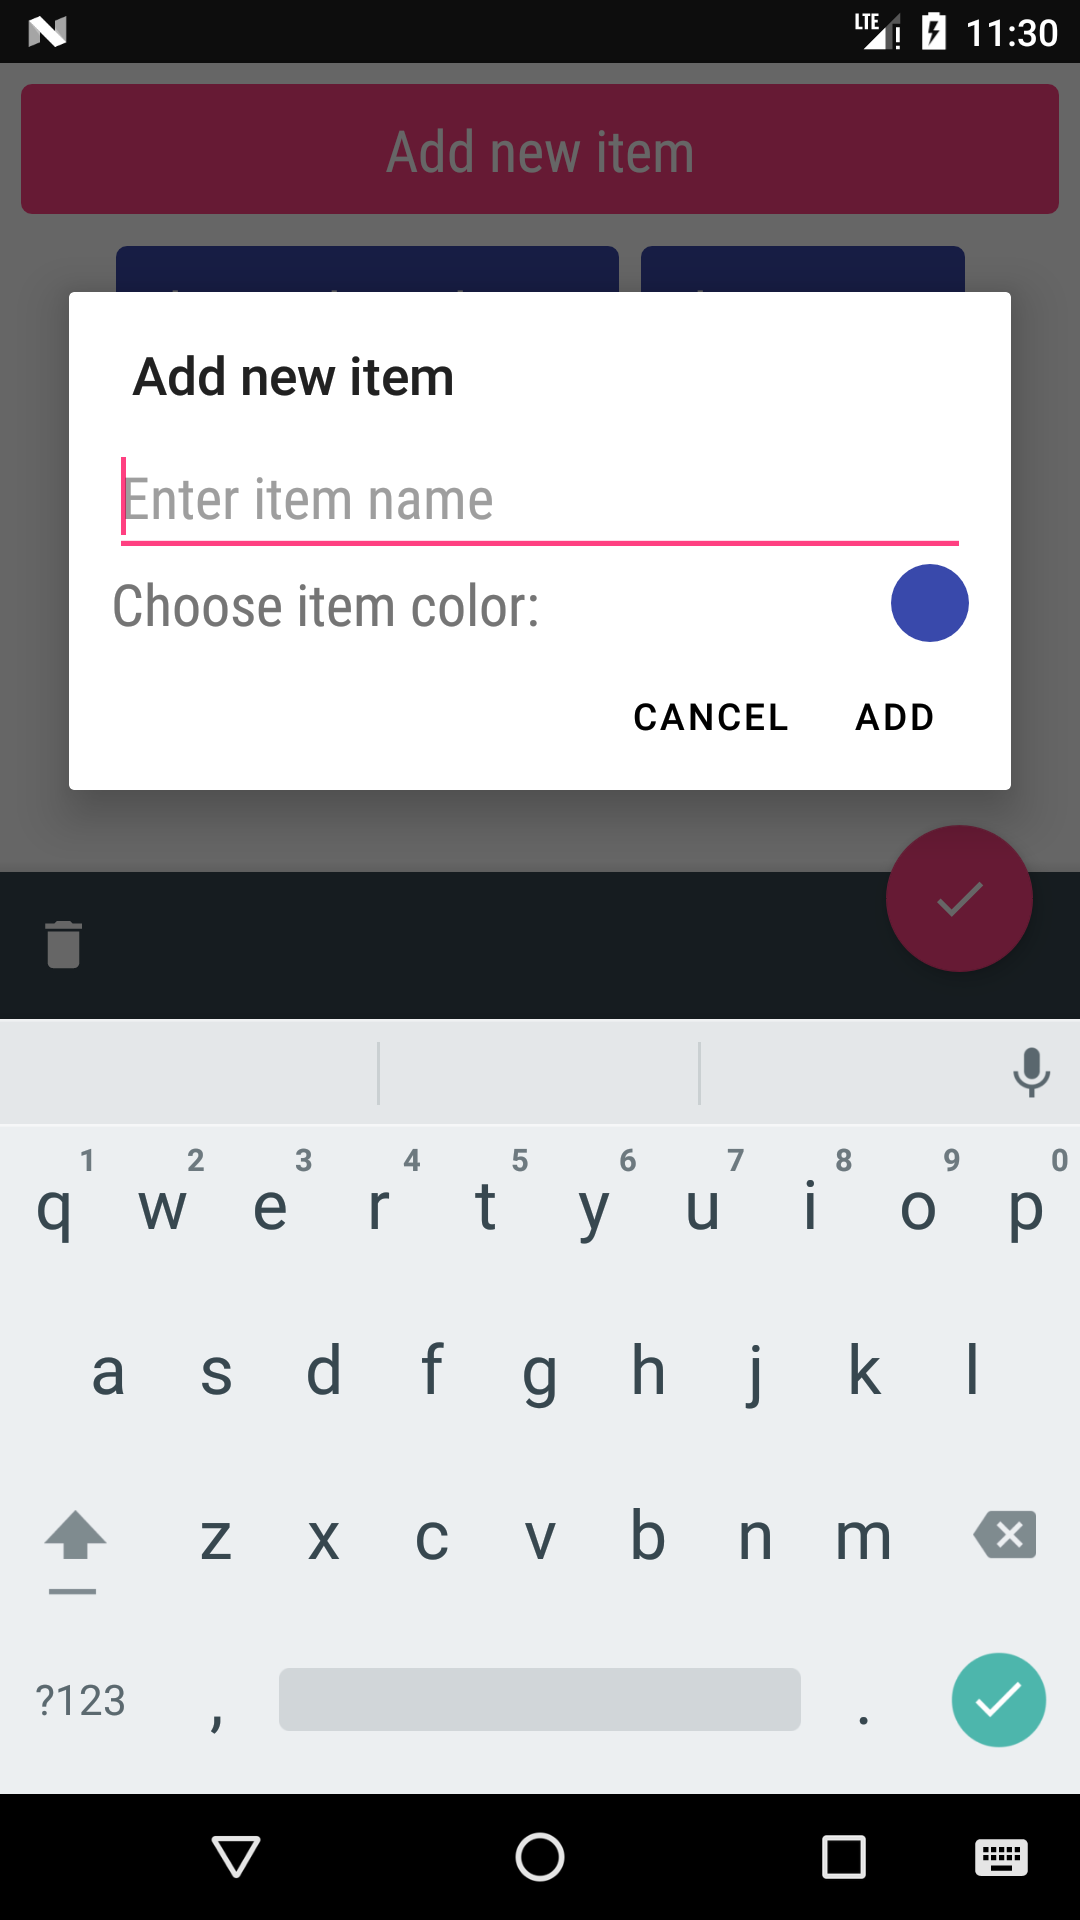 LTE 11:30
Add new item
Add new item
Enter item name
Choose item color:
CANCEL ADD
1 2 3 4 5 6 7 8 9 0
q w e r t y u i o p
a s d f g h j k l
z x c v b n m
?123 , .